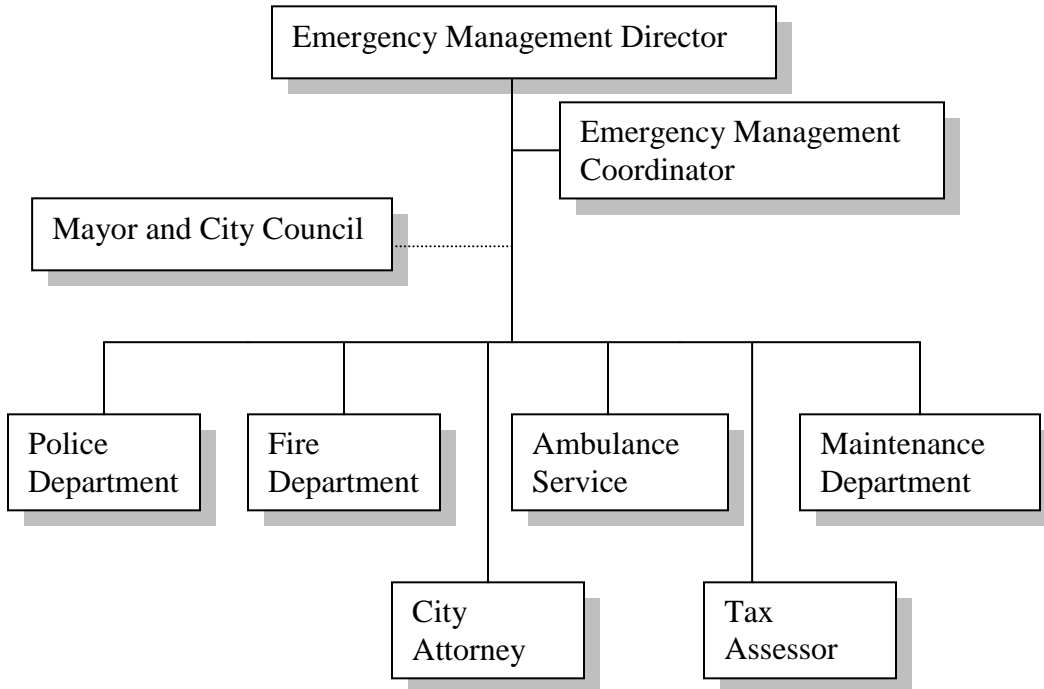 Emergency Management Director
Emergency Management
Coordinator
Mayor and City Council
Police
Department
Fire
Department
Ambulance
Service
Maintenance
Department
City
Attorney
Tax
Assessor